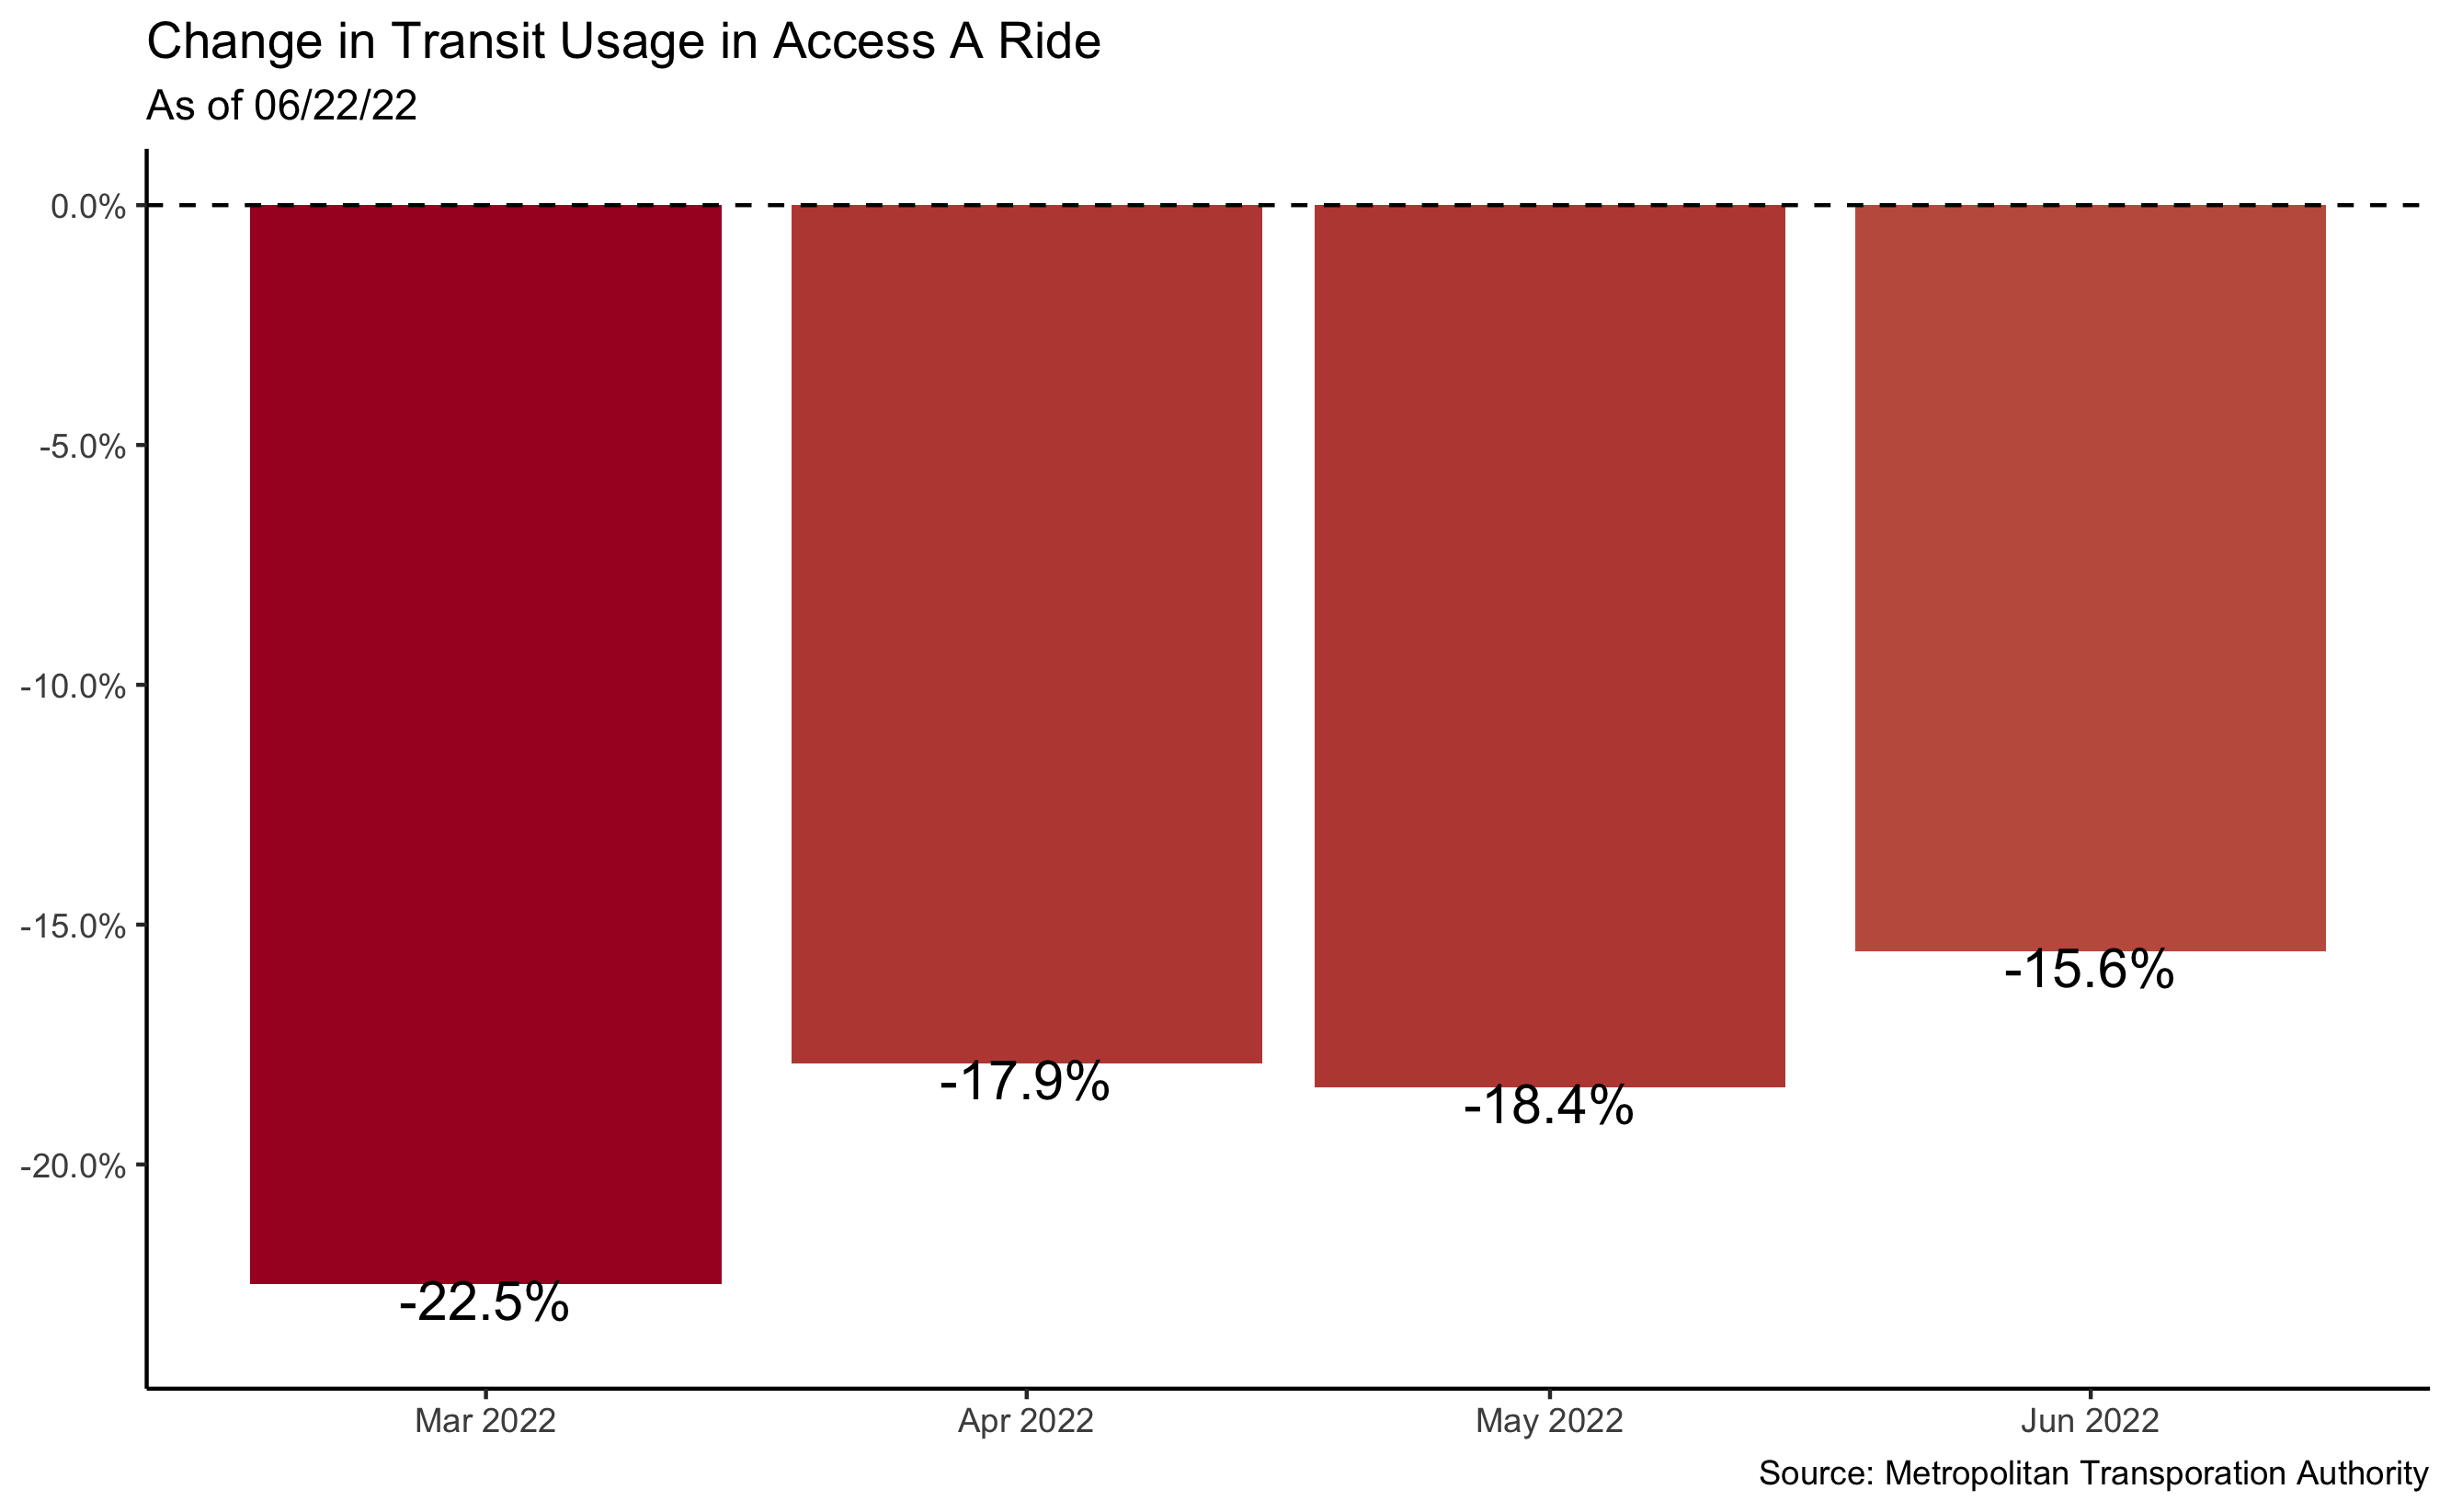 Change in Transit Usage in Access A Ride
As of 06/22/22
0.0%
-5.0%
-10.0%
-15.0%
-20.0%
-22.5%
-17.9%
-18.4%
-15.6%
Mar 2022
Apr 2022
May 2022
Jun 2022
Source: Metropolitan Transporation Authority